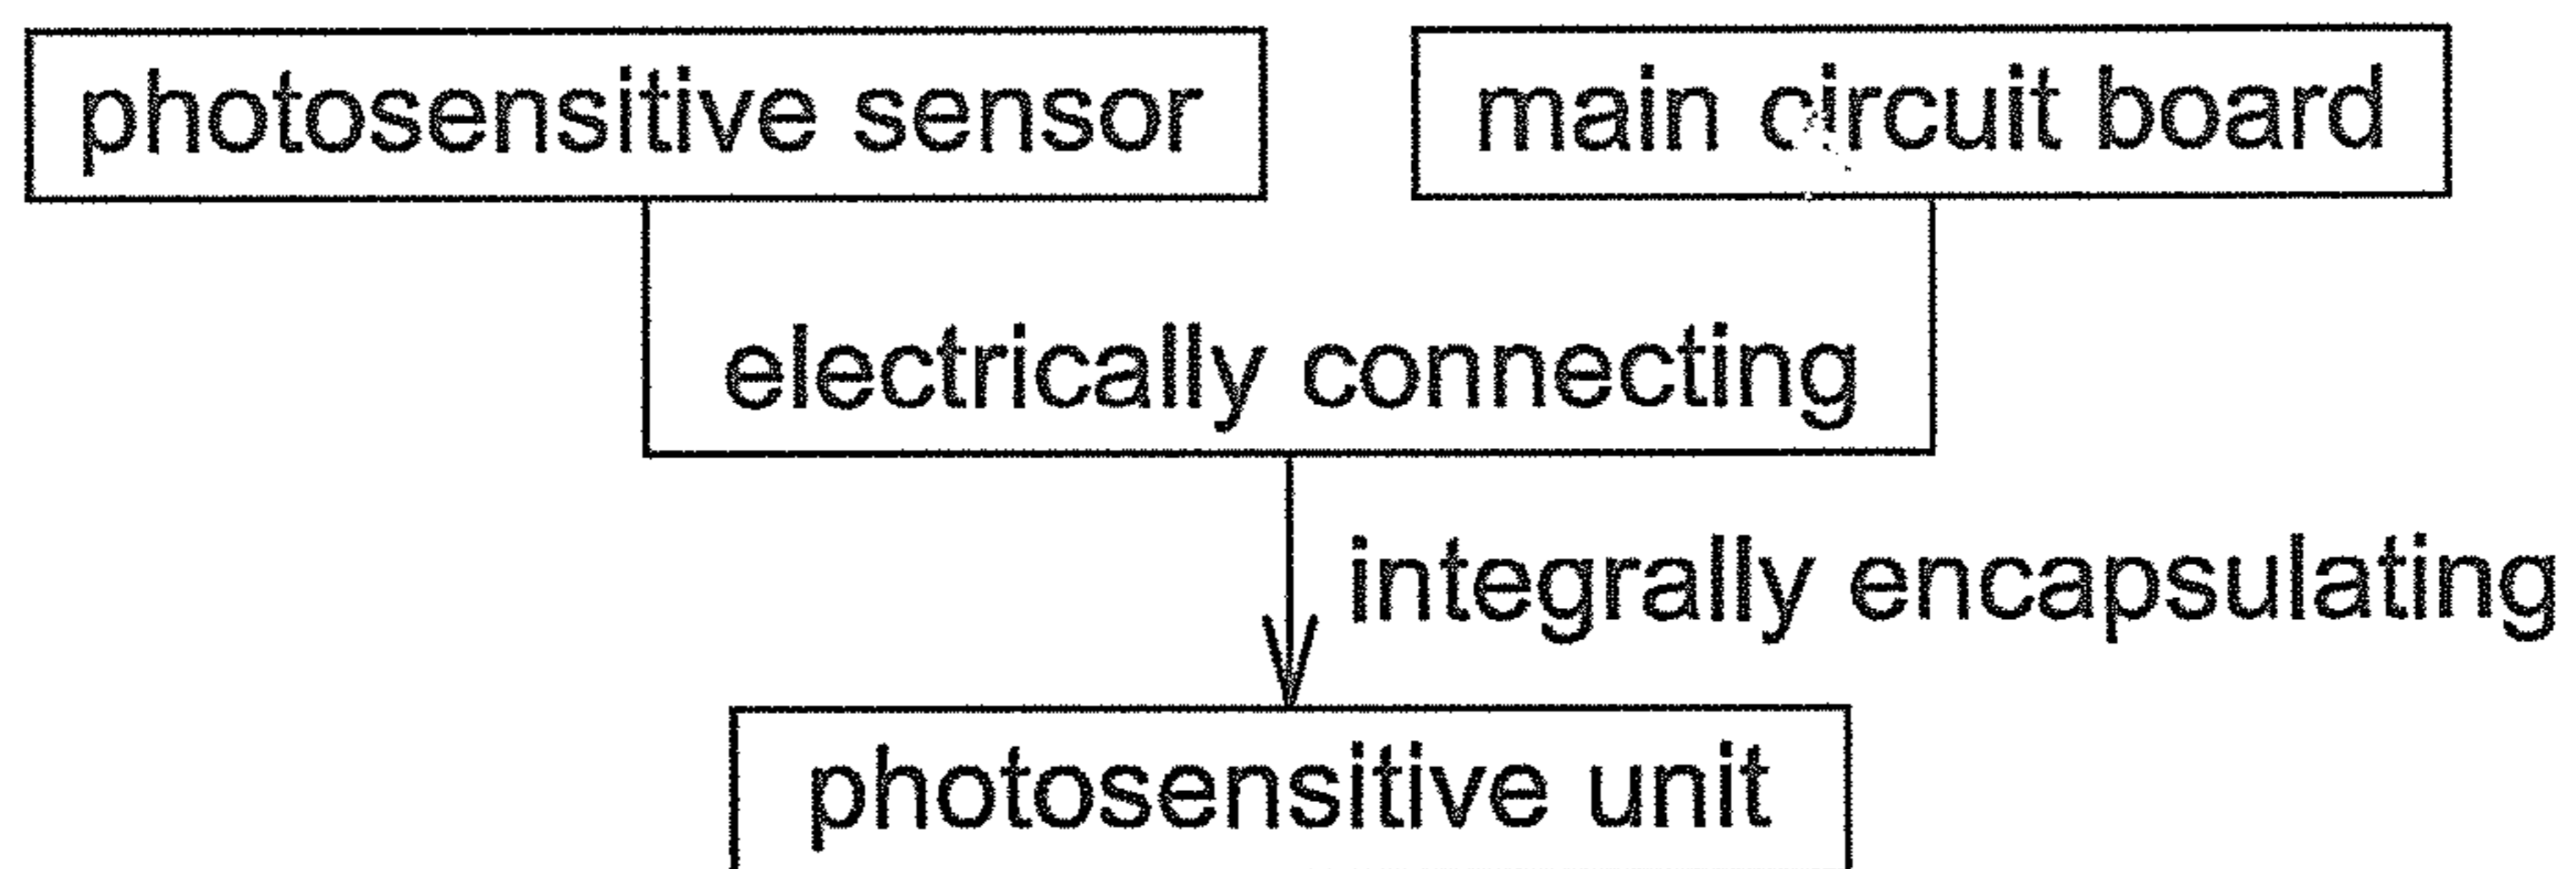 photosensitive sensor
main circuit board
electrically connecting
integrally encapsulating
photosensitive unit